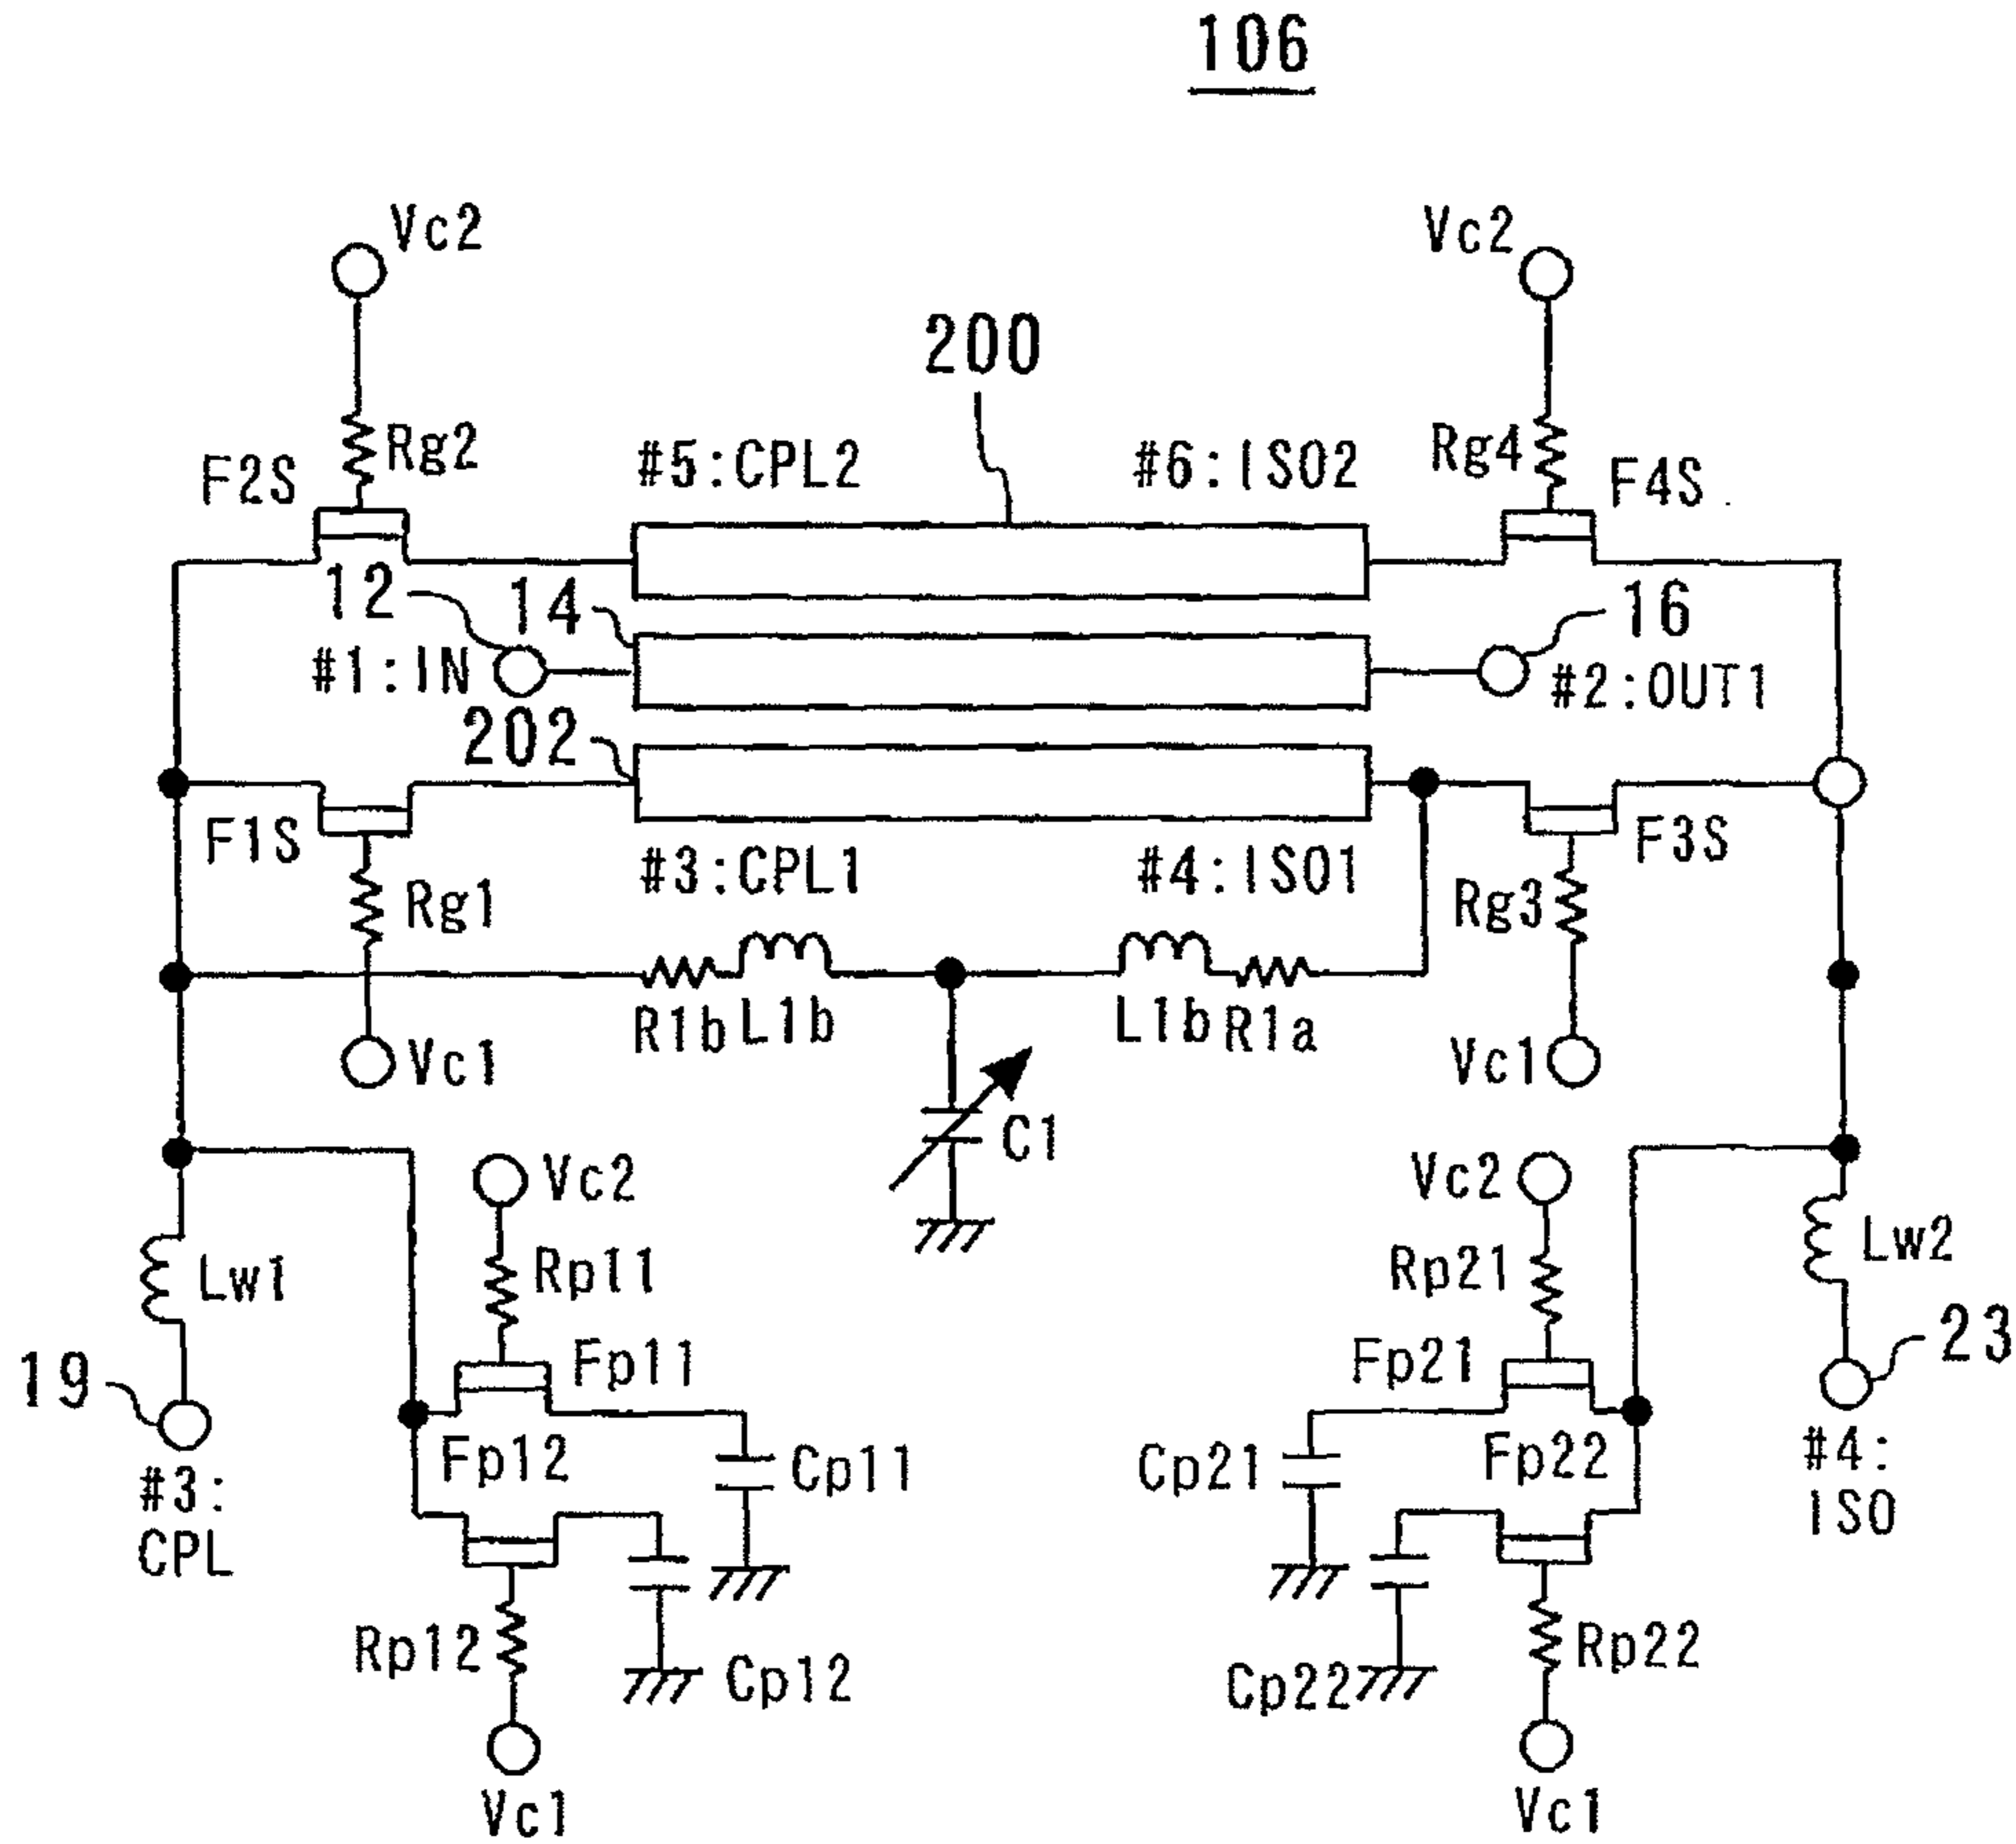 106
Vc2
Vc2
200
Rg2
#5:CPL2
#6:ISO2
Rg4
F2S
F4S
12
14
16
#1:IN
#2:OUT1
202
F1S
F3S
#3:CPL1
#4:ISO1
Rg1
Rg3
R1b
L1b
L1b
R1a
Vc1
Vc1
C1
Vc2
Vc2
Lw1
Rp11
Rp21
Lw2
19
Fp11
Fp21
23
#3:
CPL
Fp12
Cp11
Cp21
Fp22
#4:
ISO
Rp12
Cp12
Cp22
Rp22
Vc1
Vc1